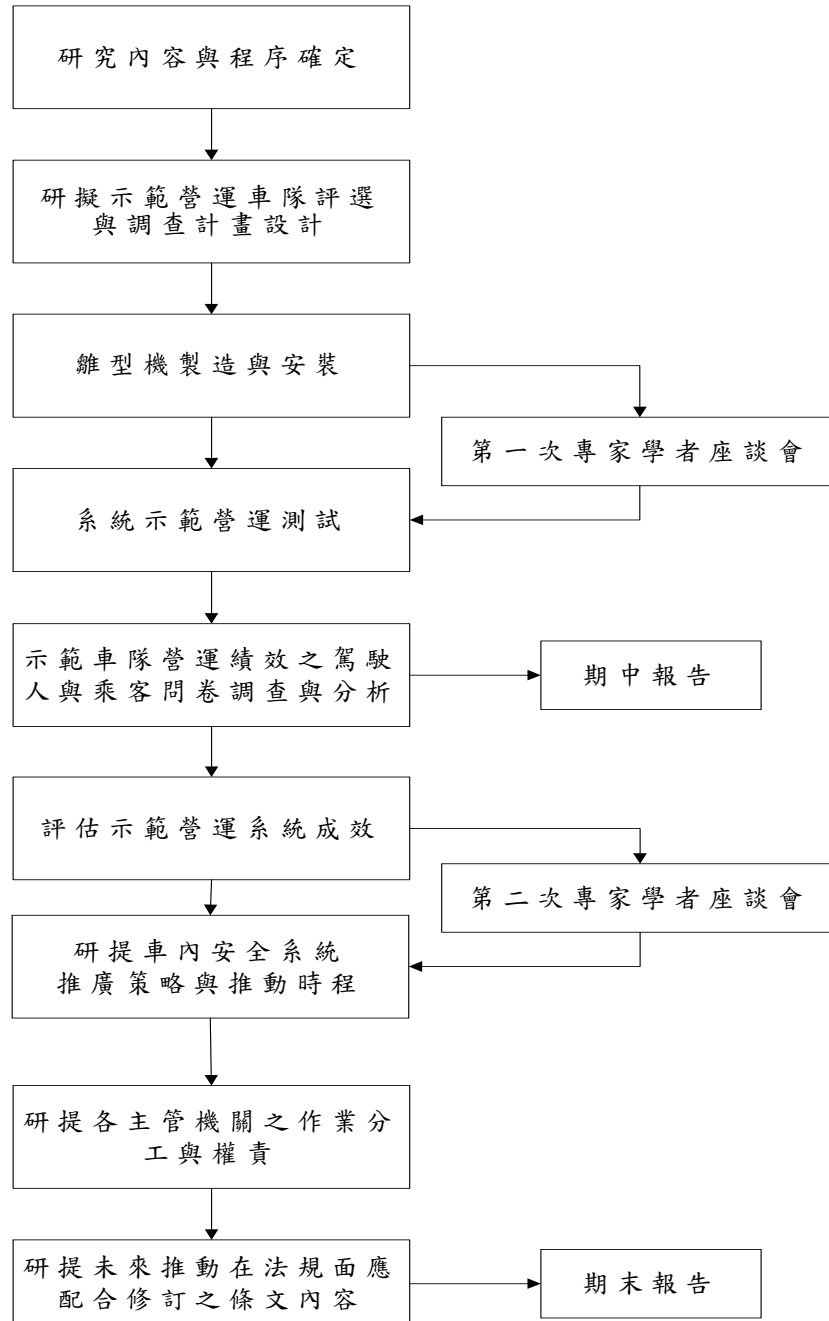 研究內容與程序確定
研擬示範營運車隊評選
與調查計畫設計
雛型機製造與安裝
第一次專家學者座談會
系統示範營運測試
示範車隊營運績效之駕駛
人與乘客問卷調查與分析
期中報告
評估示範營運系統成效
第二次專家學者座談會
研提車內安全系統
推廣策略與推動時程
研提各主管機關之作業分
工與權責
研提未來推動在法規面應
配合修訂之條文內容
期末報告